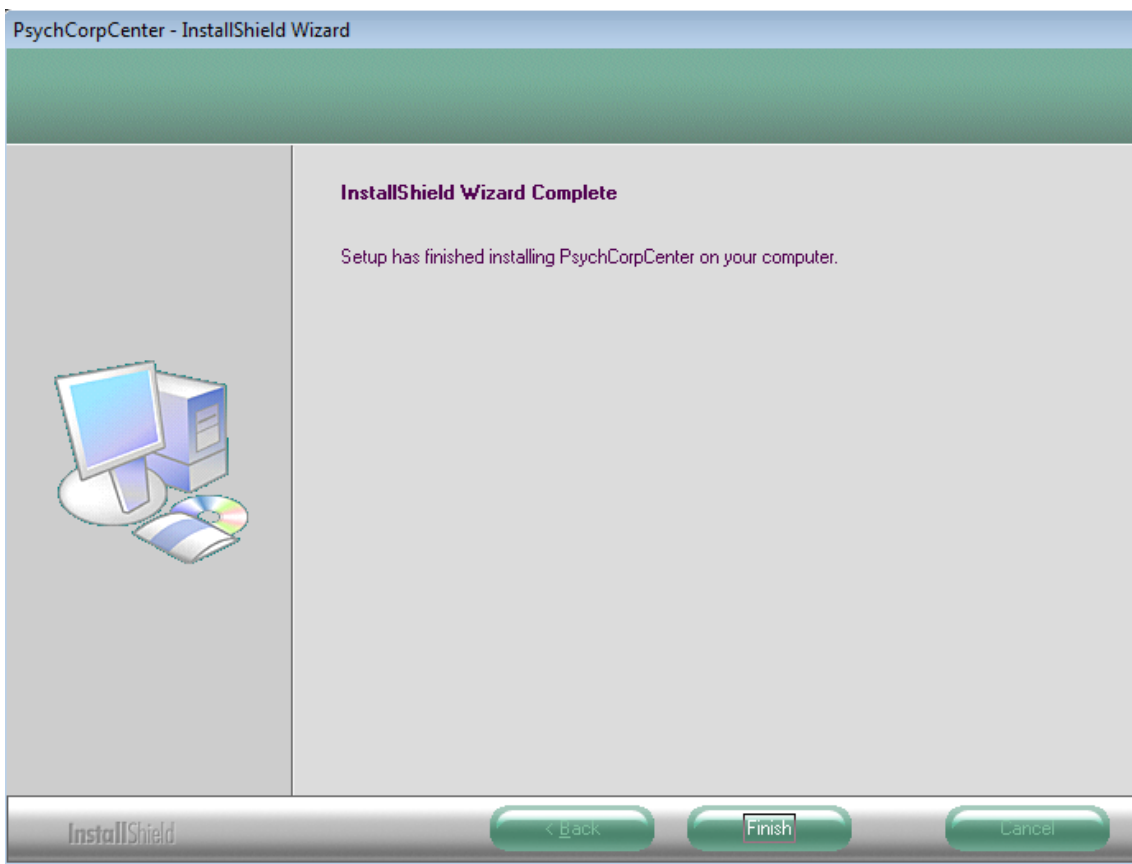 PsychCorpCenter - InstallShield Wizard
InstallShield Wizard Complete
Setup has finished installing PsychCorpCenter on your computer.
InstallShield
< Back
Finish
Cancel